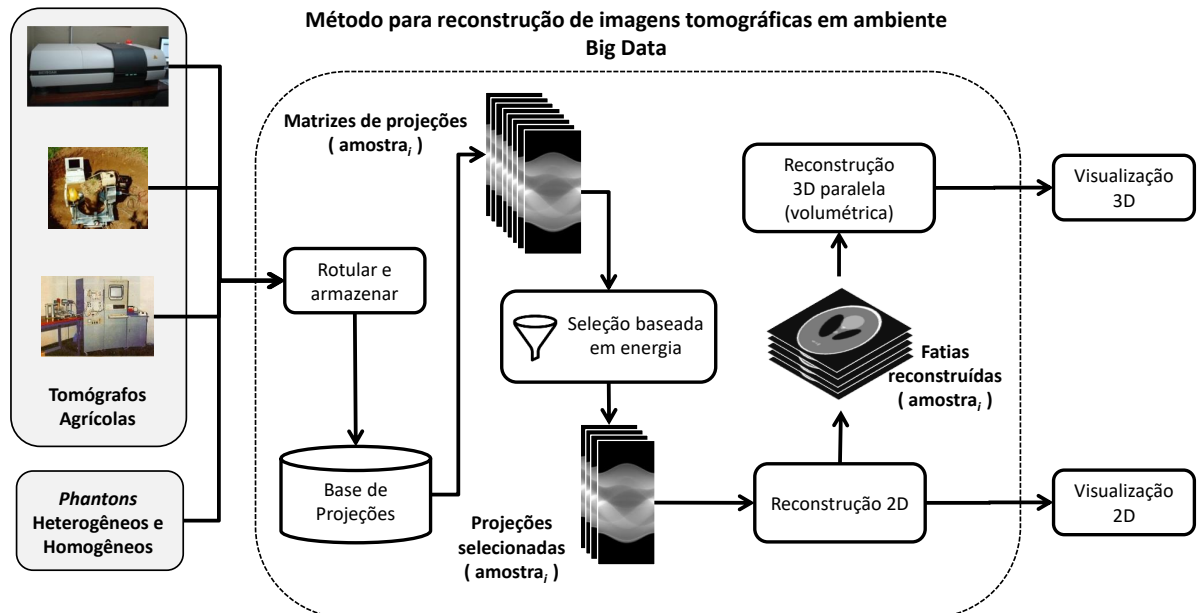 Método para reconstrução de imagens tomográficas em ambiente
Big Data
Tomógrafos
Agrícolas
Phantons
Heterogêneos e
Homogêneos
Rotular e
armazenar
Base de
Projeções
Matrizes de projeções
( amostraᵢ )
Seleção baseada
em energia
Projeções
selecionadas
( amostraᵢ )
Reconstrução 2D
Fatias
reconstruídas
( amostraᵢ )
Reconstrução
3D paralela
(volumétrica)
Visualização
3D
Visualização
2D